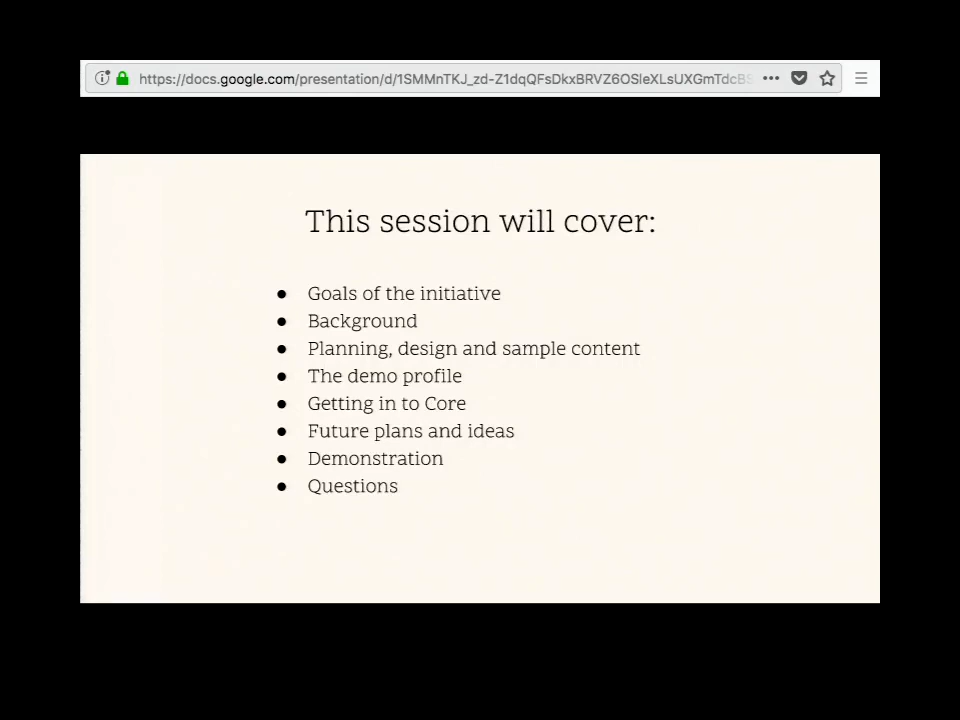 https://docs.google.com/presentation/d/1SMMnTKJ_zd-Z1dqQFsDkxBRVZ6OSleXLsUXGmTdcBS
This session will cover:
● Goals of the initiative
● Background
● Planning, design and sample content
● The demo profile
● Getting in to Core
● Future plans and ideas
● Demonstration
● Questions